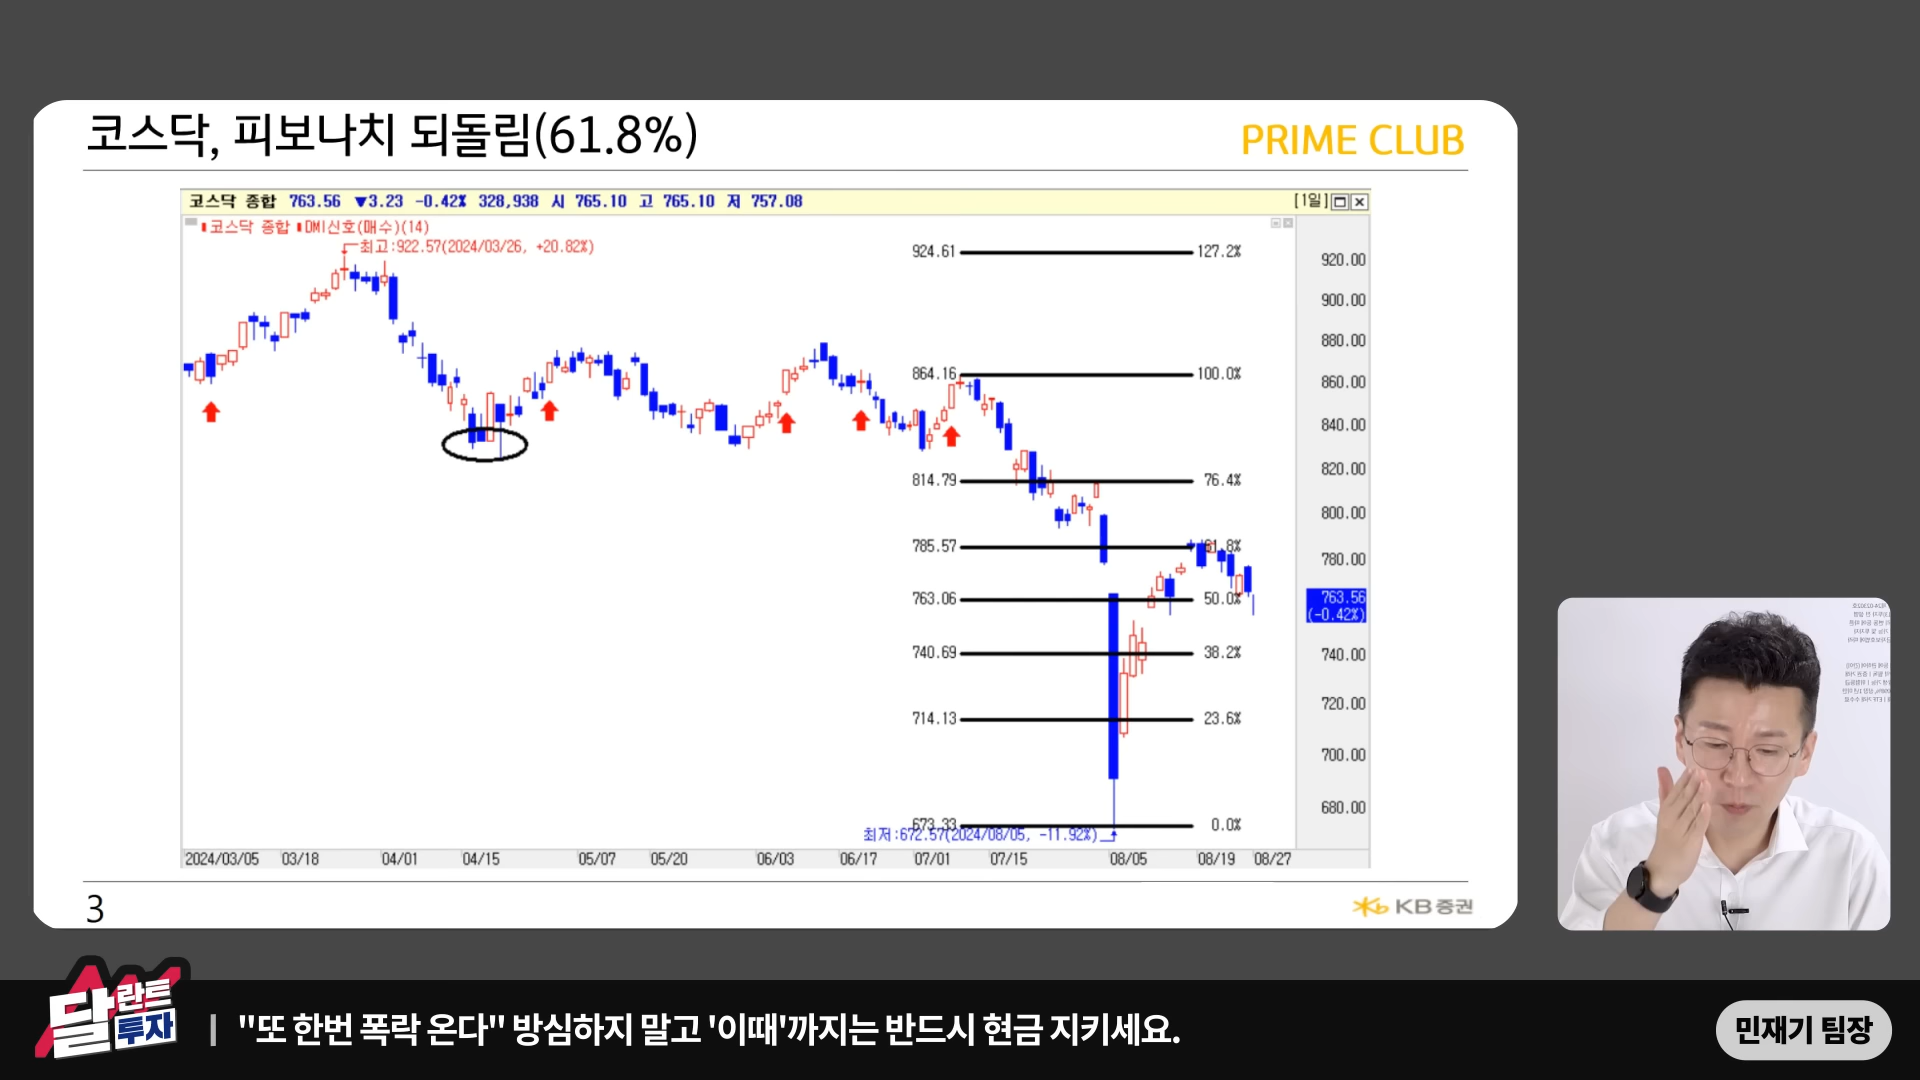 코스닥, 피보나치 되돌림(61.8%)
PRIME CLUB
코스닥 종합 763.56 ▼3.23 -0.42% 328,938 시 765.10 고 765.10 저 757.08
[1일]
코스닥 종합 DMI신호(매수)(14)
최고:922.57(2024/03/26, +20.82%)
924.61 127.2%
864.16 100.0%
814.79 76.4%
785.57 61.8%
763.06 50.0%
740.69 38.2%
714.13 23.6%
673.33 0.0%
최저:672.57(2024/08/05, -11.92%)
920.00
900.00
880.00
860.00
840.00
820.00
800.00
780.00
763.56
(-0.42%)
740.00
720.00
700.00
680.00
2024/03/05 03/18 04/01 04/15 05/07 05/20 06/03 06/17 07/01 07/15 08/05 08/19 08/27
3
KB증권
달란트
투자
| "또 한번 폭락 온다" 방심하지 말고 '이때'까지는 반드시 현금 지키세요.
민재기 팀장